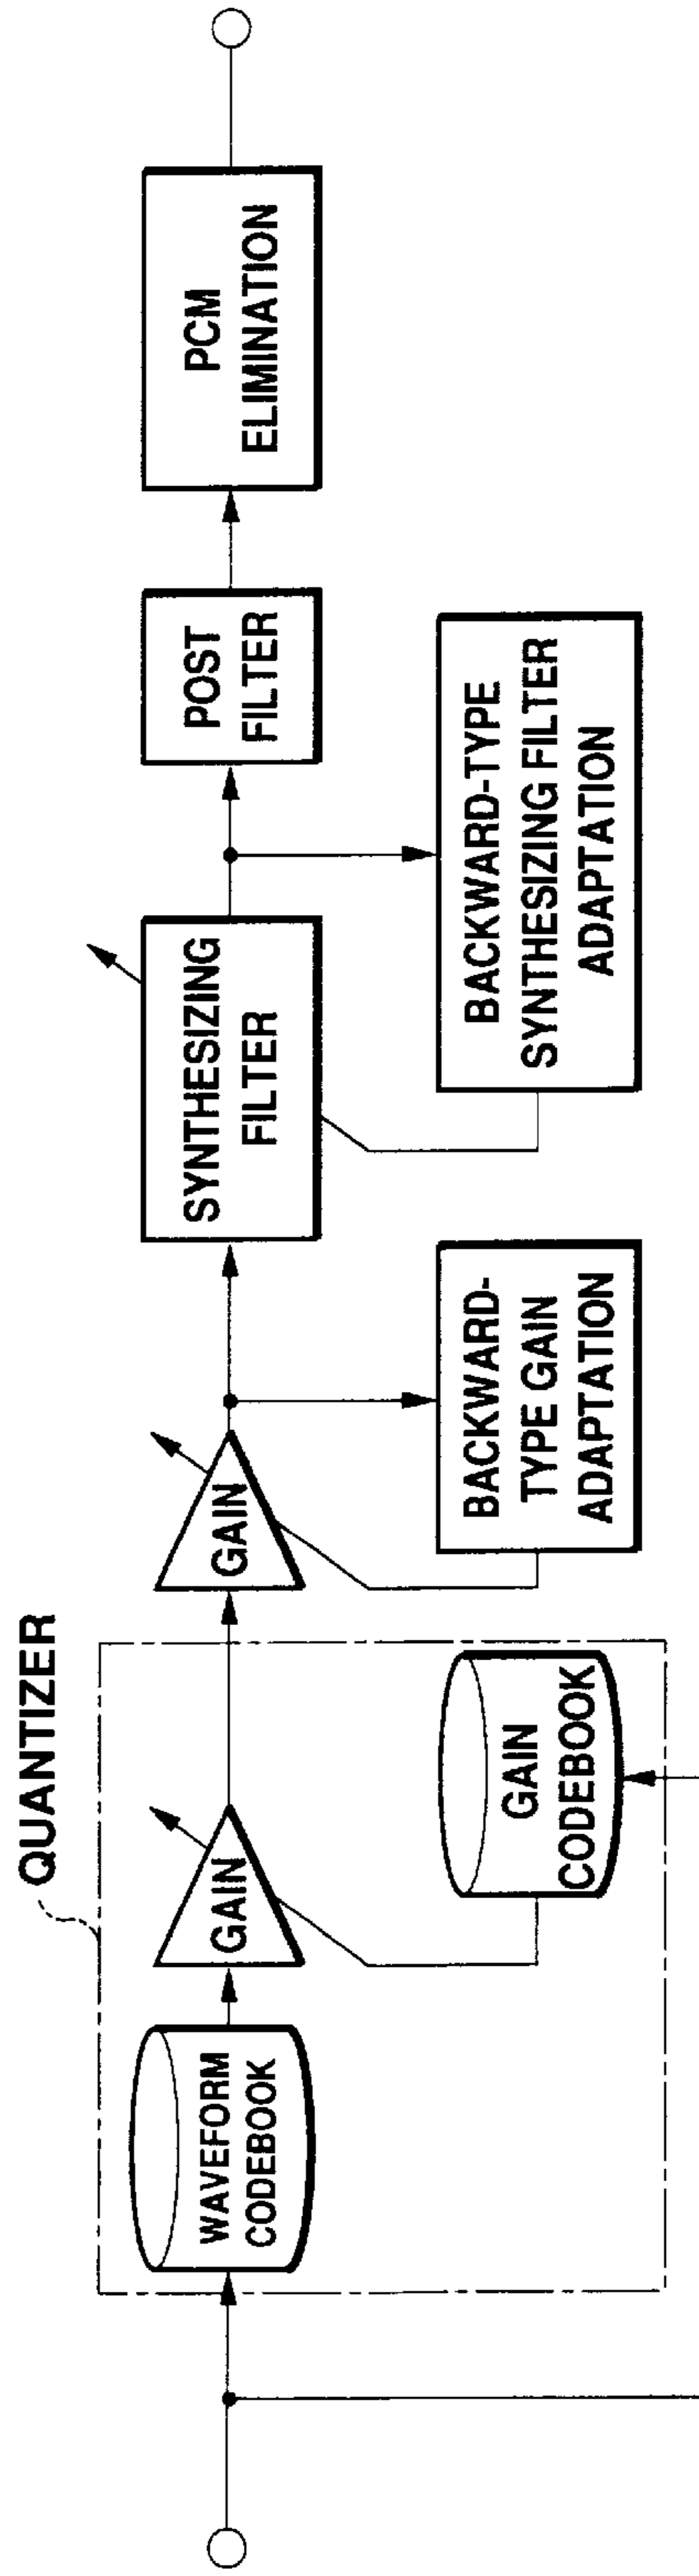 QUANTIZER
WAVEFORM
CODEBOOK
GAIN
GAIN
CODEBOOK
GAIN
BACKWARD-
TYPE GAIN
ADAPTATION
SYNTHESIZING
FILTER
BACKWARD-TYPE
SYNTHESIZING FILTER
ADAPTATION
POST
FILTER
PCM
ELIMINATION